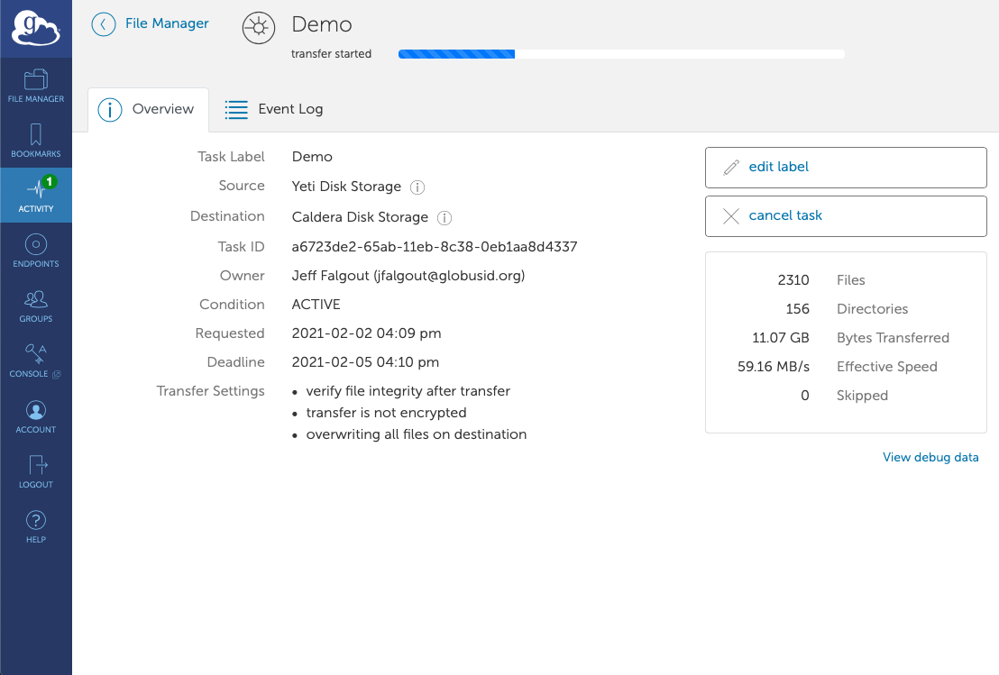 g
File Manager
Demo
transfer started
FILE MANAGER
BOOKMARKS
1
ACTIVITY
ENDPOINTS
GROUPS
CONSOLE
ACCOUNT
LOGOUT
?
HELP
Overview
Event Log
Task Label Demo
Source Yeti Disk Storage
Destination Caldera Disk Storage
Task ID a6723de2-65ab-11eb-8c38-0eb1aa8d4337
Owner Jeff Falgout (jfalgout@globusid.org)
Condition ACTIVE
Requested 2021-02-02 04:09 pm
Deadline 2021-02-05 04:10 pm
Transfer Settings • verify file integrity after transfer
• transfer is not encrypted
• overwriting all files on destination
edit label
cancel task
2310 Files
156 Directories
11.07 GB Bytes Transferred
59.16 MB/s Effective Speed
0 Skipped
View debug data